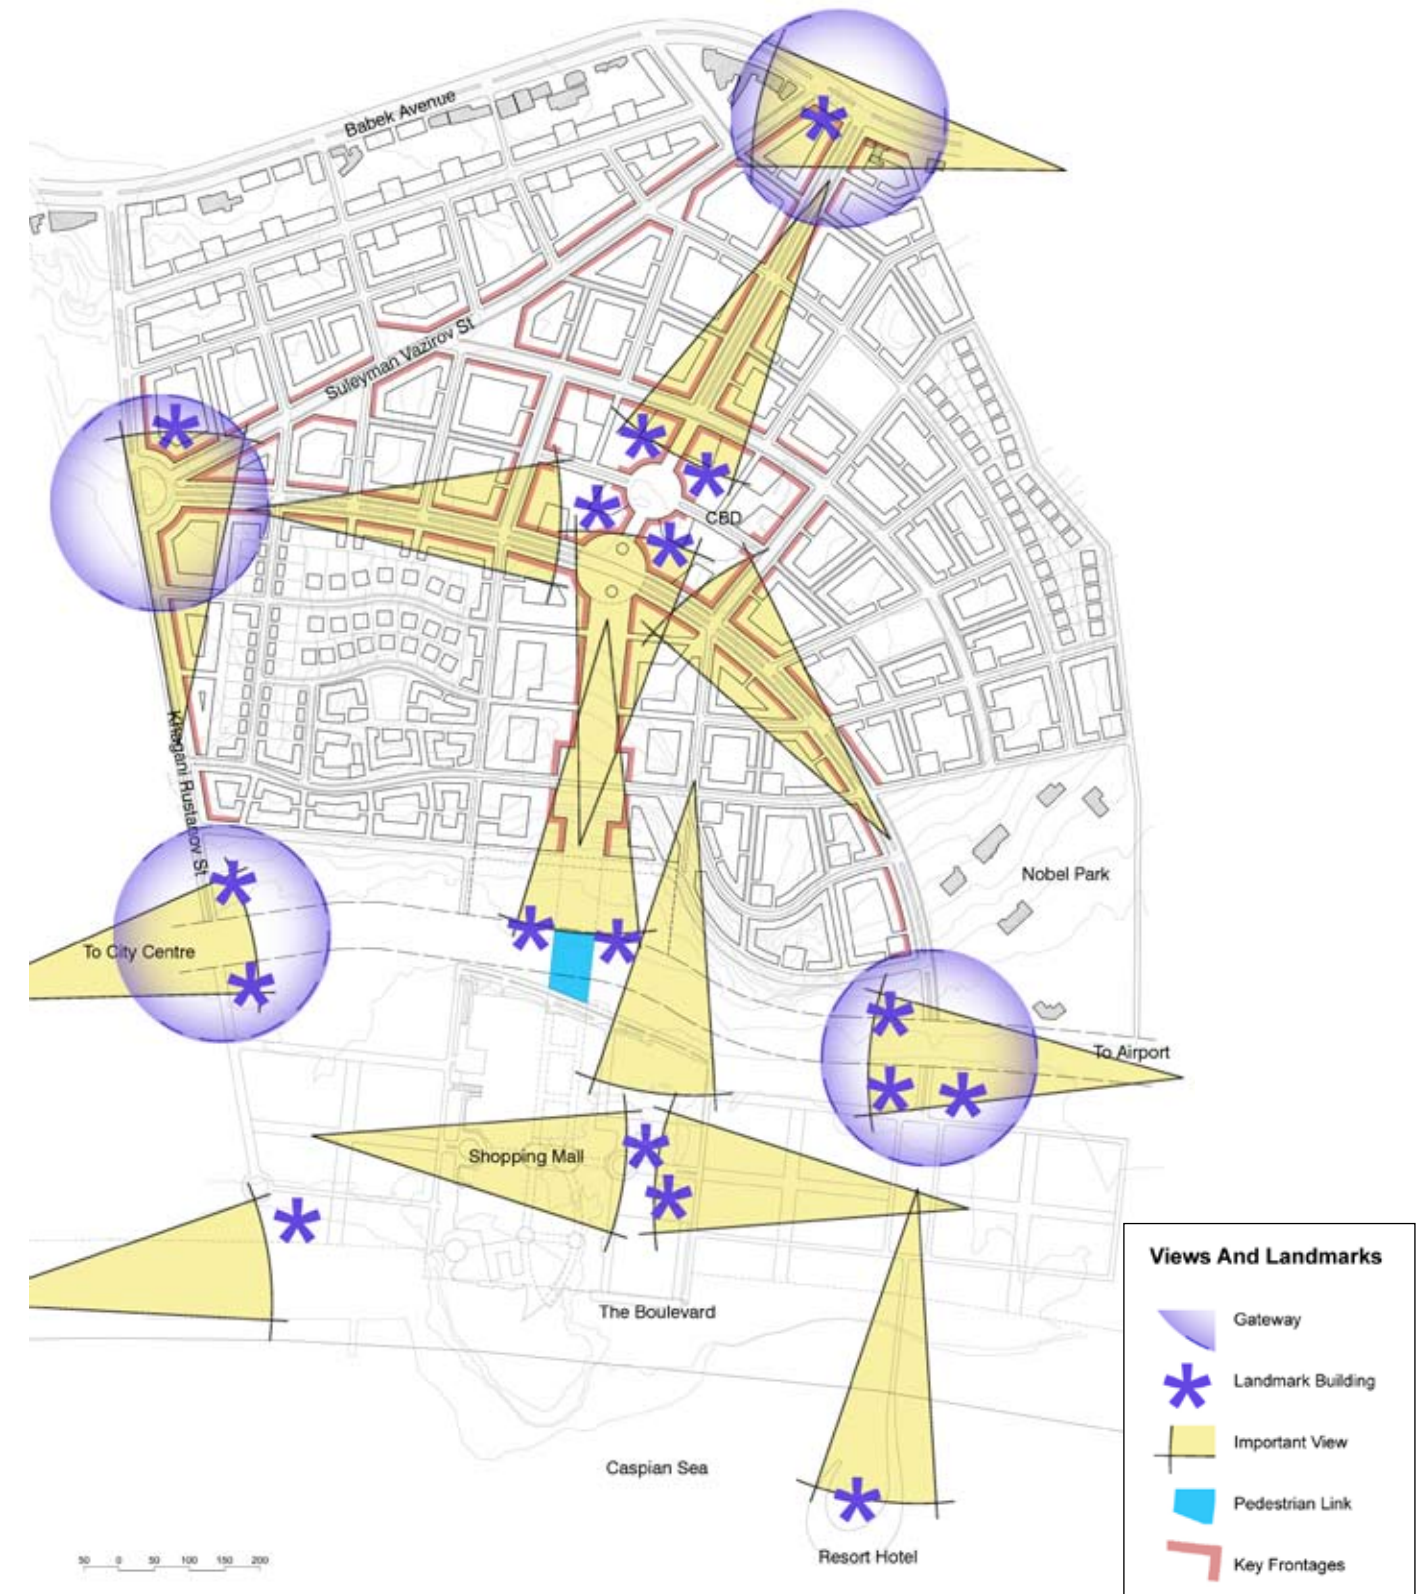 Babek Avenue
Suleyman Vazirov St
CBD
Khagani Rustamov St
Nobel Park
To City Centre
To Airport
Shopping Mall
The Boulevard
Caspian Sea
Resort Hotel
Views And Landmarks
Gateway
Landmark Building
Important View
Pedestrian Link
Key Frontages
50 0 50 100 150 200